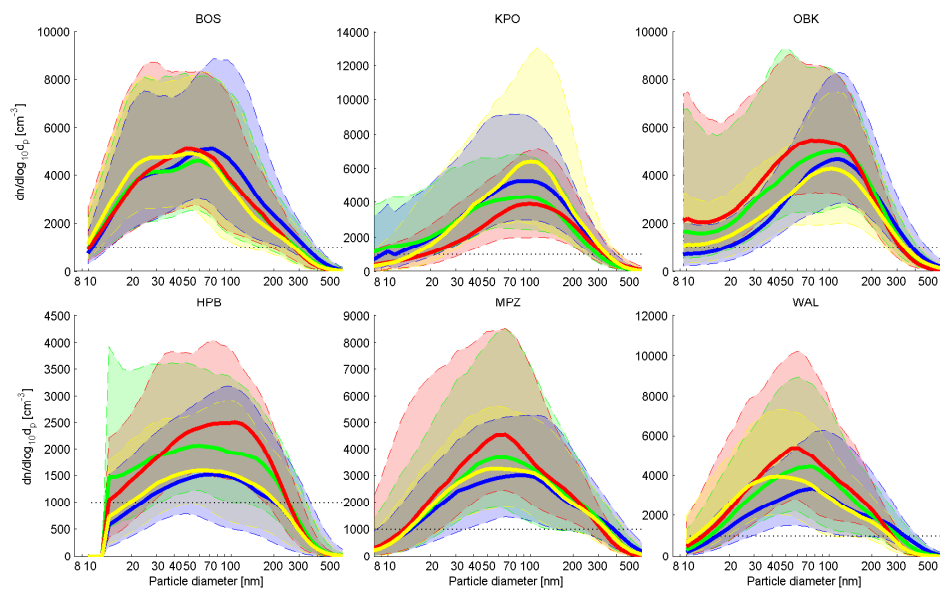 BOS KPO OBK
10000 14000 10000
12000
8000 8000
10000
6000 8000 6000
6000
4000 4000
4000
2000 2000
2000
0 0 0
dn/dlog10dp [cm-3]
8 10 20 30 40 50 70 100 200 300 500 8 10 20 30 40 50 70 100 200 300 500 8 10 20 30 40 50 70 100 200 300 500
HPB MPZ WAL
4500 9000 12000
4000 8000
10000
3500 7000
3000 6000 8000
2500 5000
6000
2000 4000
1500 3000 4000
1000 2000
2000
500 1000
0 0 0
dn/dlog10dp [cm-3]
8 10 20 30 40 50 70 100 200 300 500 8 10 20 30 40 50 70 100 200 300 500 8 10 20 30 40 50 70 100 200 300 500
Particle diameter [nm] Particle diameter [nm] Particle diameter [nm]